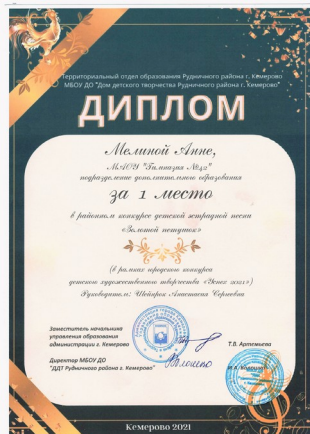 Территориальный отдел образования Рудничного района г. Кемерово
МБОУ ДО "Дом детского творчества Рудничного района г. Кемерово"
ДИПЛОМ
Мелиной Анне,
МАОУ "Гимназия №42"
подразделение дополнительного образования
за 1 место
в районном конкурсе детской эстрадной песни
«Золотой петушок»
(в рамках городского конкурса
детского художественного творчества «Успех 2021»)
Руководитель: Шейерох Анастасия Сергеевна
Заместитель начальника
управления образования
администрации г. Кемерово
Т.В. Артемьева
Директор МБОУ ДО
"ДДТ Рудничного района г. Кемерово"
Кемерово 2021